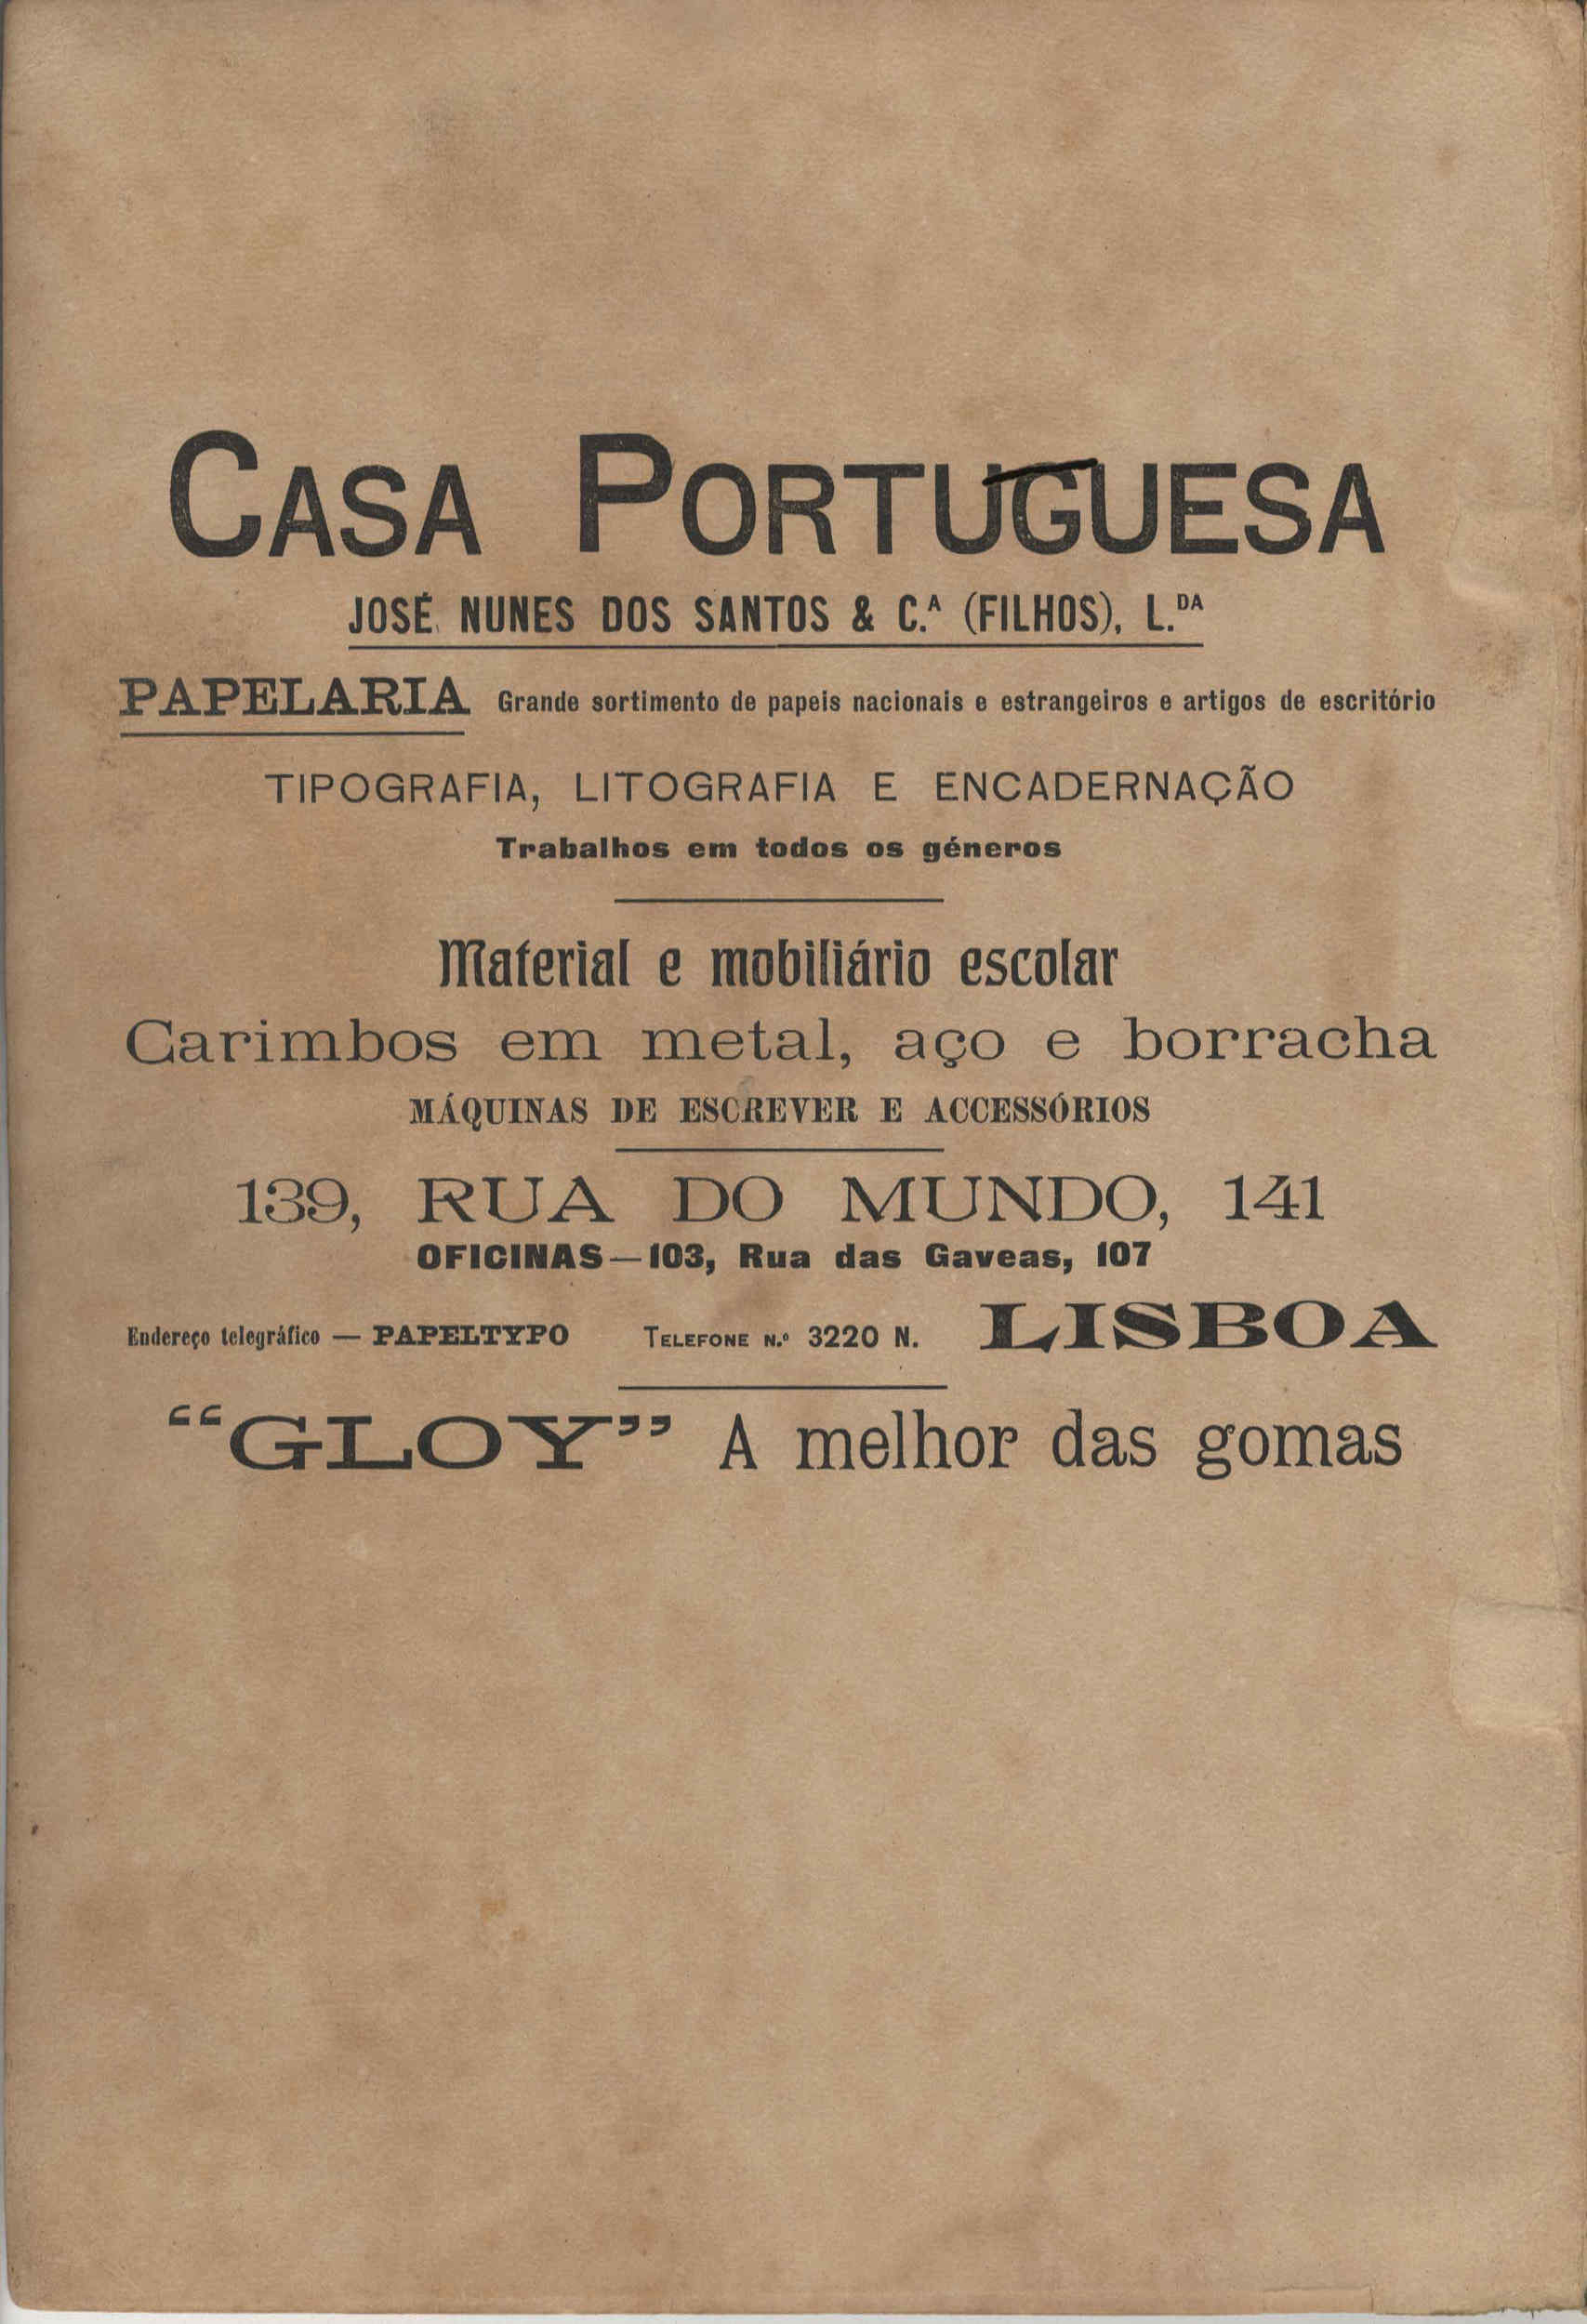 CASA PORTUGUESA
JOSÉ NUNES DOS SANTOS & C.ᴬ (FILHOS), L.ᴰᴬ
PAPELARIA Grande sortimento de papeis nacionais e estrangeiros e artigos de escritório
TIPOGRAFIA, LITOGRAFIA E ENCADERNAÇÃO
Trabalhos em todos os géneros
Material e mobiliário escolar
Carimbos em metal, aço e borracha
MÁQUINAS DE ESCREVER E ACCESSÓRIOS
139, RUA DO MUNDO, 141
OFICINAS—103, Rua das Gaveas, 107
Endereço telegráfico — PAPELTYPO TELEFONE N.º 3220 N. LISBOA
“GLOY” A melhor das gomas